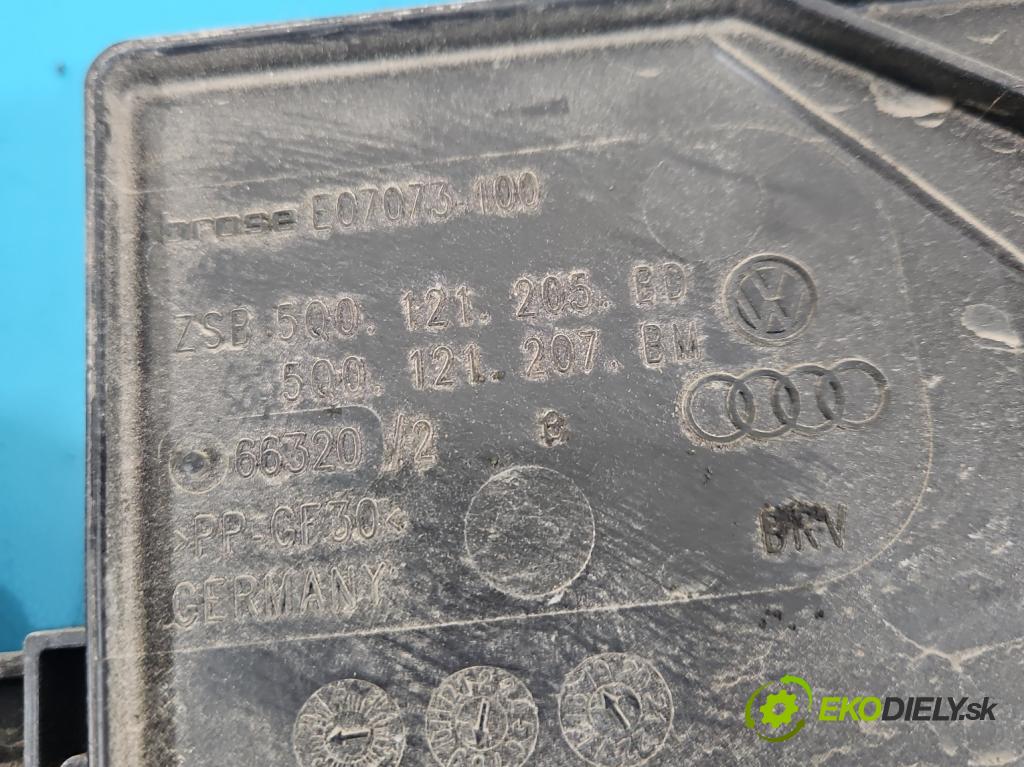 brose E07073-100
ZSB 5Q0. 121. 205. BD
5Q0. 121. 207. BM
66320 /2 B
>PP-GF30<
GERMANY
BRV
EKODIELY.sk